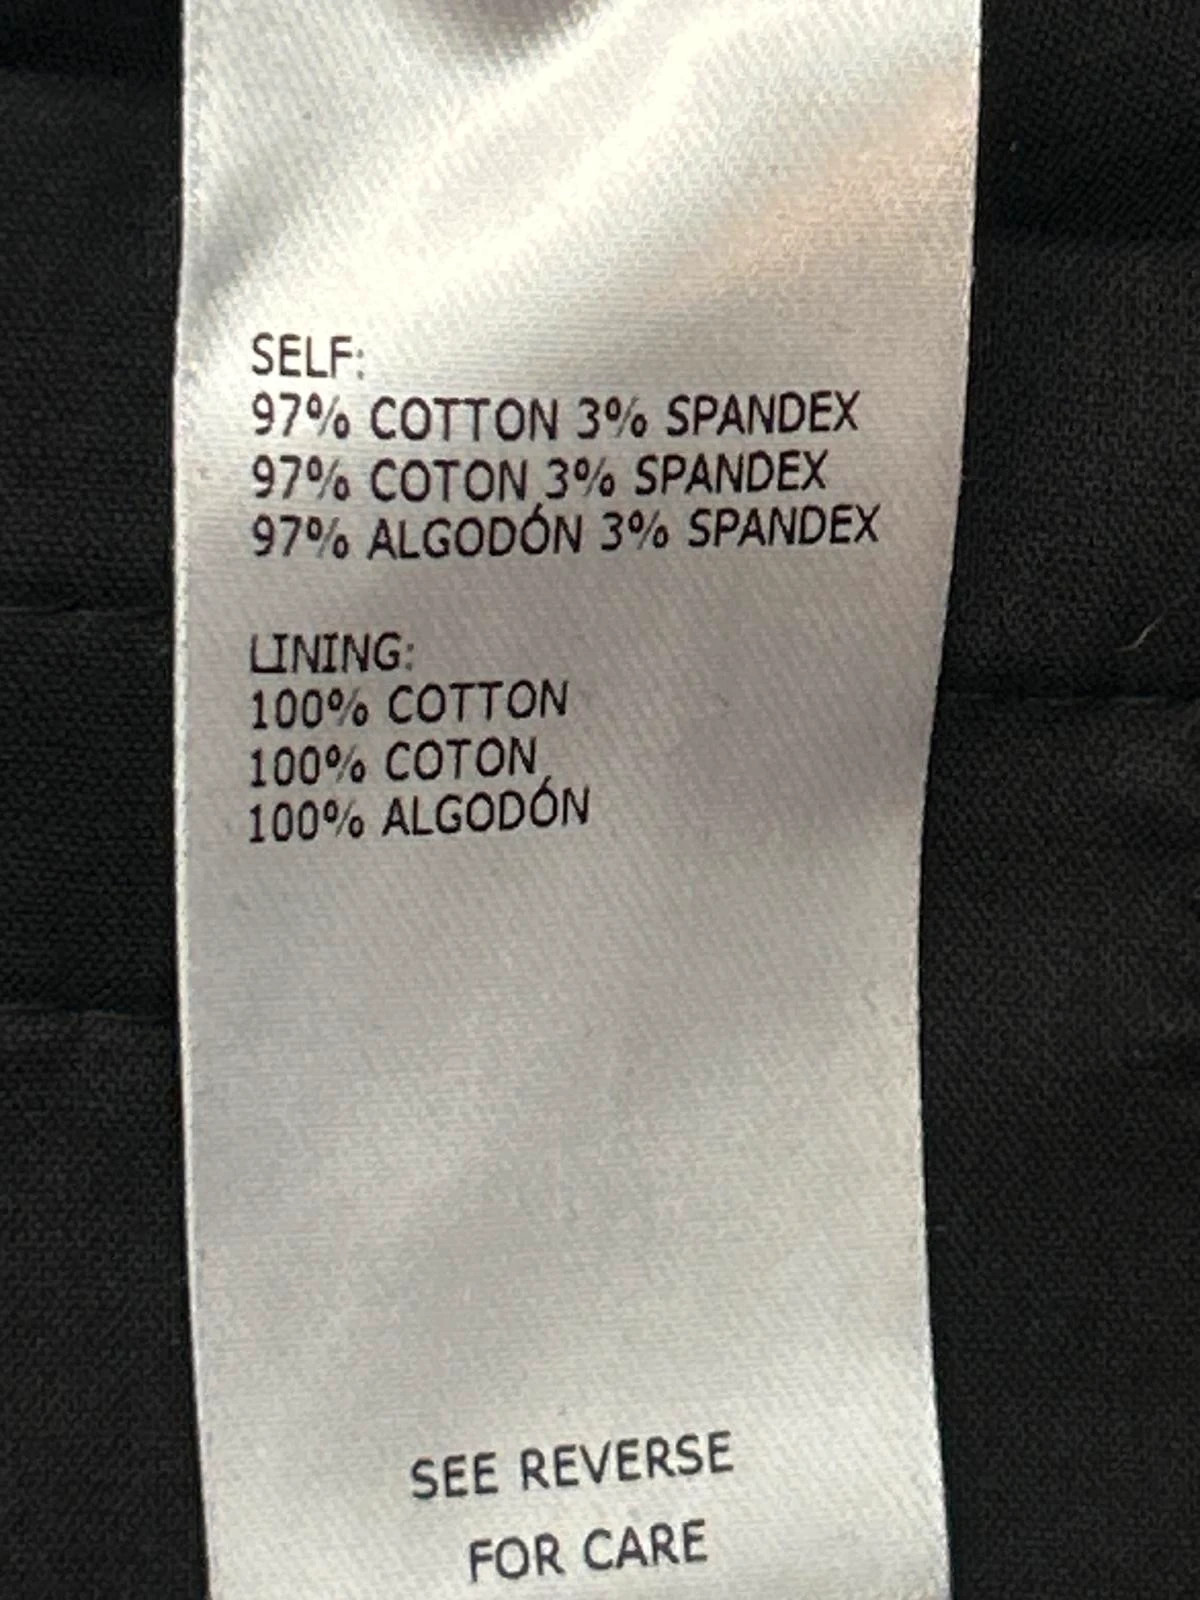 SELF:
97% COTTON 3% SPANDEX
97% COTON 3% SPANDEX
97% ALGODÓN 3% SPANDEX
LINING:
100% COTTON
100% COTON
100% ALGODÓN
SEE REVERSE
FOR CARE